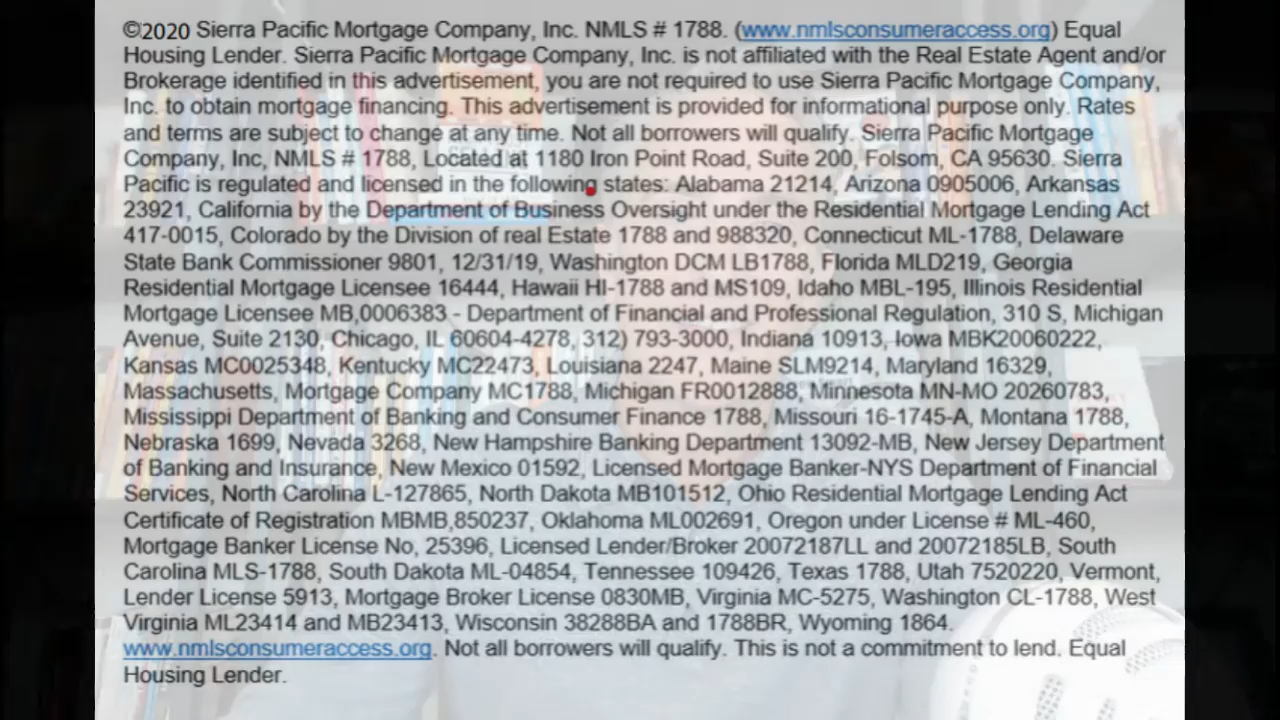 ©2020 Sierra Pacific Mortgage Company, Inc. NMLS # 1788. (www.nmlsconsumeraccess.org) Equal
Housing Lender. Sierra Pacific Mortgage Company, Inc. is not affiliated with the Real Estate Agent and/or
Brokerage identified in this advertisement, you are not required to use Sierra Pacific Mortgage Company,
Inc. to obtain mortgage financing. This advertisement is provided for informational purpose only. Rates
and terms are subject to change at any time. Not all borrowers will qualify. Sierra Pacific Mortgage
Company, Inc, NMLS # 1788, Located at 1180 Iron Point Road, Suite 200, Folsom, CA 95630. Sierra
Pacific is regulated and licensed in the following states: Alabama 21214, Arizona 0905006, Arkansas
23921, California by the Department of Business Oversight under the Residential Mortgage Lending Act
417-0015, Colorado by the Division of real Estate 1788 and 988320, Connecticut ML-1788, Delaware
State Bank Commissioner 9801, 12/31/19, Washington DCM LB1788, Florida MLD219, Georgia
Residential Mortgage Licensee 16444, Hawaii HI-1788 and MS109, Idaho MBL-195, Illinois Residential
Mortgage Licensee MB,0006383 - Department of Financial and Professional Regulation, 310 S, Michigan
Avenue, Suite 2130, Chicago, IL 60604-4278, 312) 793-3000, Indiana 10913, Iowa MBK20060222,
Kansas MC0025348, Kentucky MC22473, Louisiana 2247, Maine SLM9214, Maryland 16329,
Massachusetts, Mortgage Company MC1788, Michigan FR0012888, Minnesota MN-MO 20260783,
Mississippi Department of Banking and Consumer Finance 1788, Missouri 16-1745-A, Montana 1788,
Nebraska 1699, Nevada 3268, New Hampshire Banking Department 13092-MB, New Jersey Department
of Banking and Insurance, New Mexico 01592, Licensed Mortgage Banker-NYS Department of Financial
Services, North Carolina L-127865, North Dakota MB101512, Ohio Residential Mortgage Lending Act
Certificate of Registration MBMB,850237, Oklahoma ML002691, Oregon under License # ML-460,
Mortgage Banker License No, 25396, Licensed Lender/Broker 20072187LL and 20072185LB, South
Carolina MLS-1788, South Dakota ML-04854, Tennessee 109426, Texas 1788, Utah 7520220, Vermont,
Lender License 5913, Mortgage Broker License 0830MB, Virginia MC-5275, Washington CL-1788, West
Virginia ML23414 and MB23413, Wisconsin 38288BA and 1788BR, Wyoming 1864.
www.nmlsconsumeraccess.org. Not all borrowers will qualify. This is not a commitment to lend. Equal
Housing Lender.